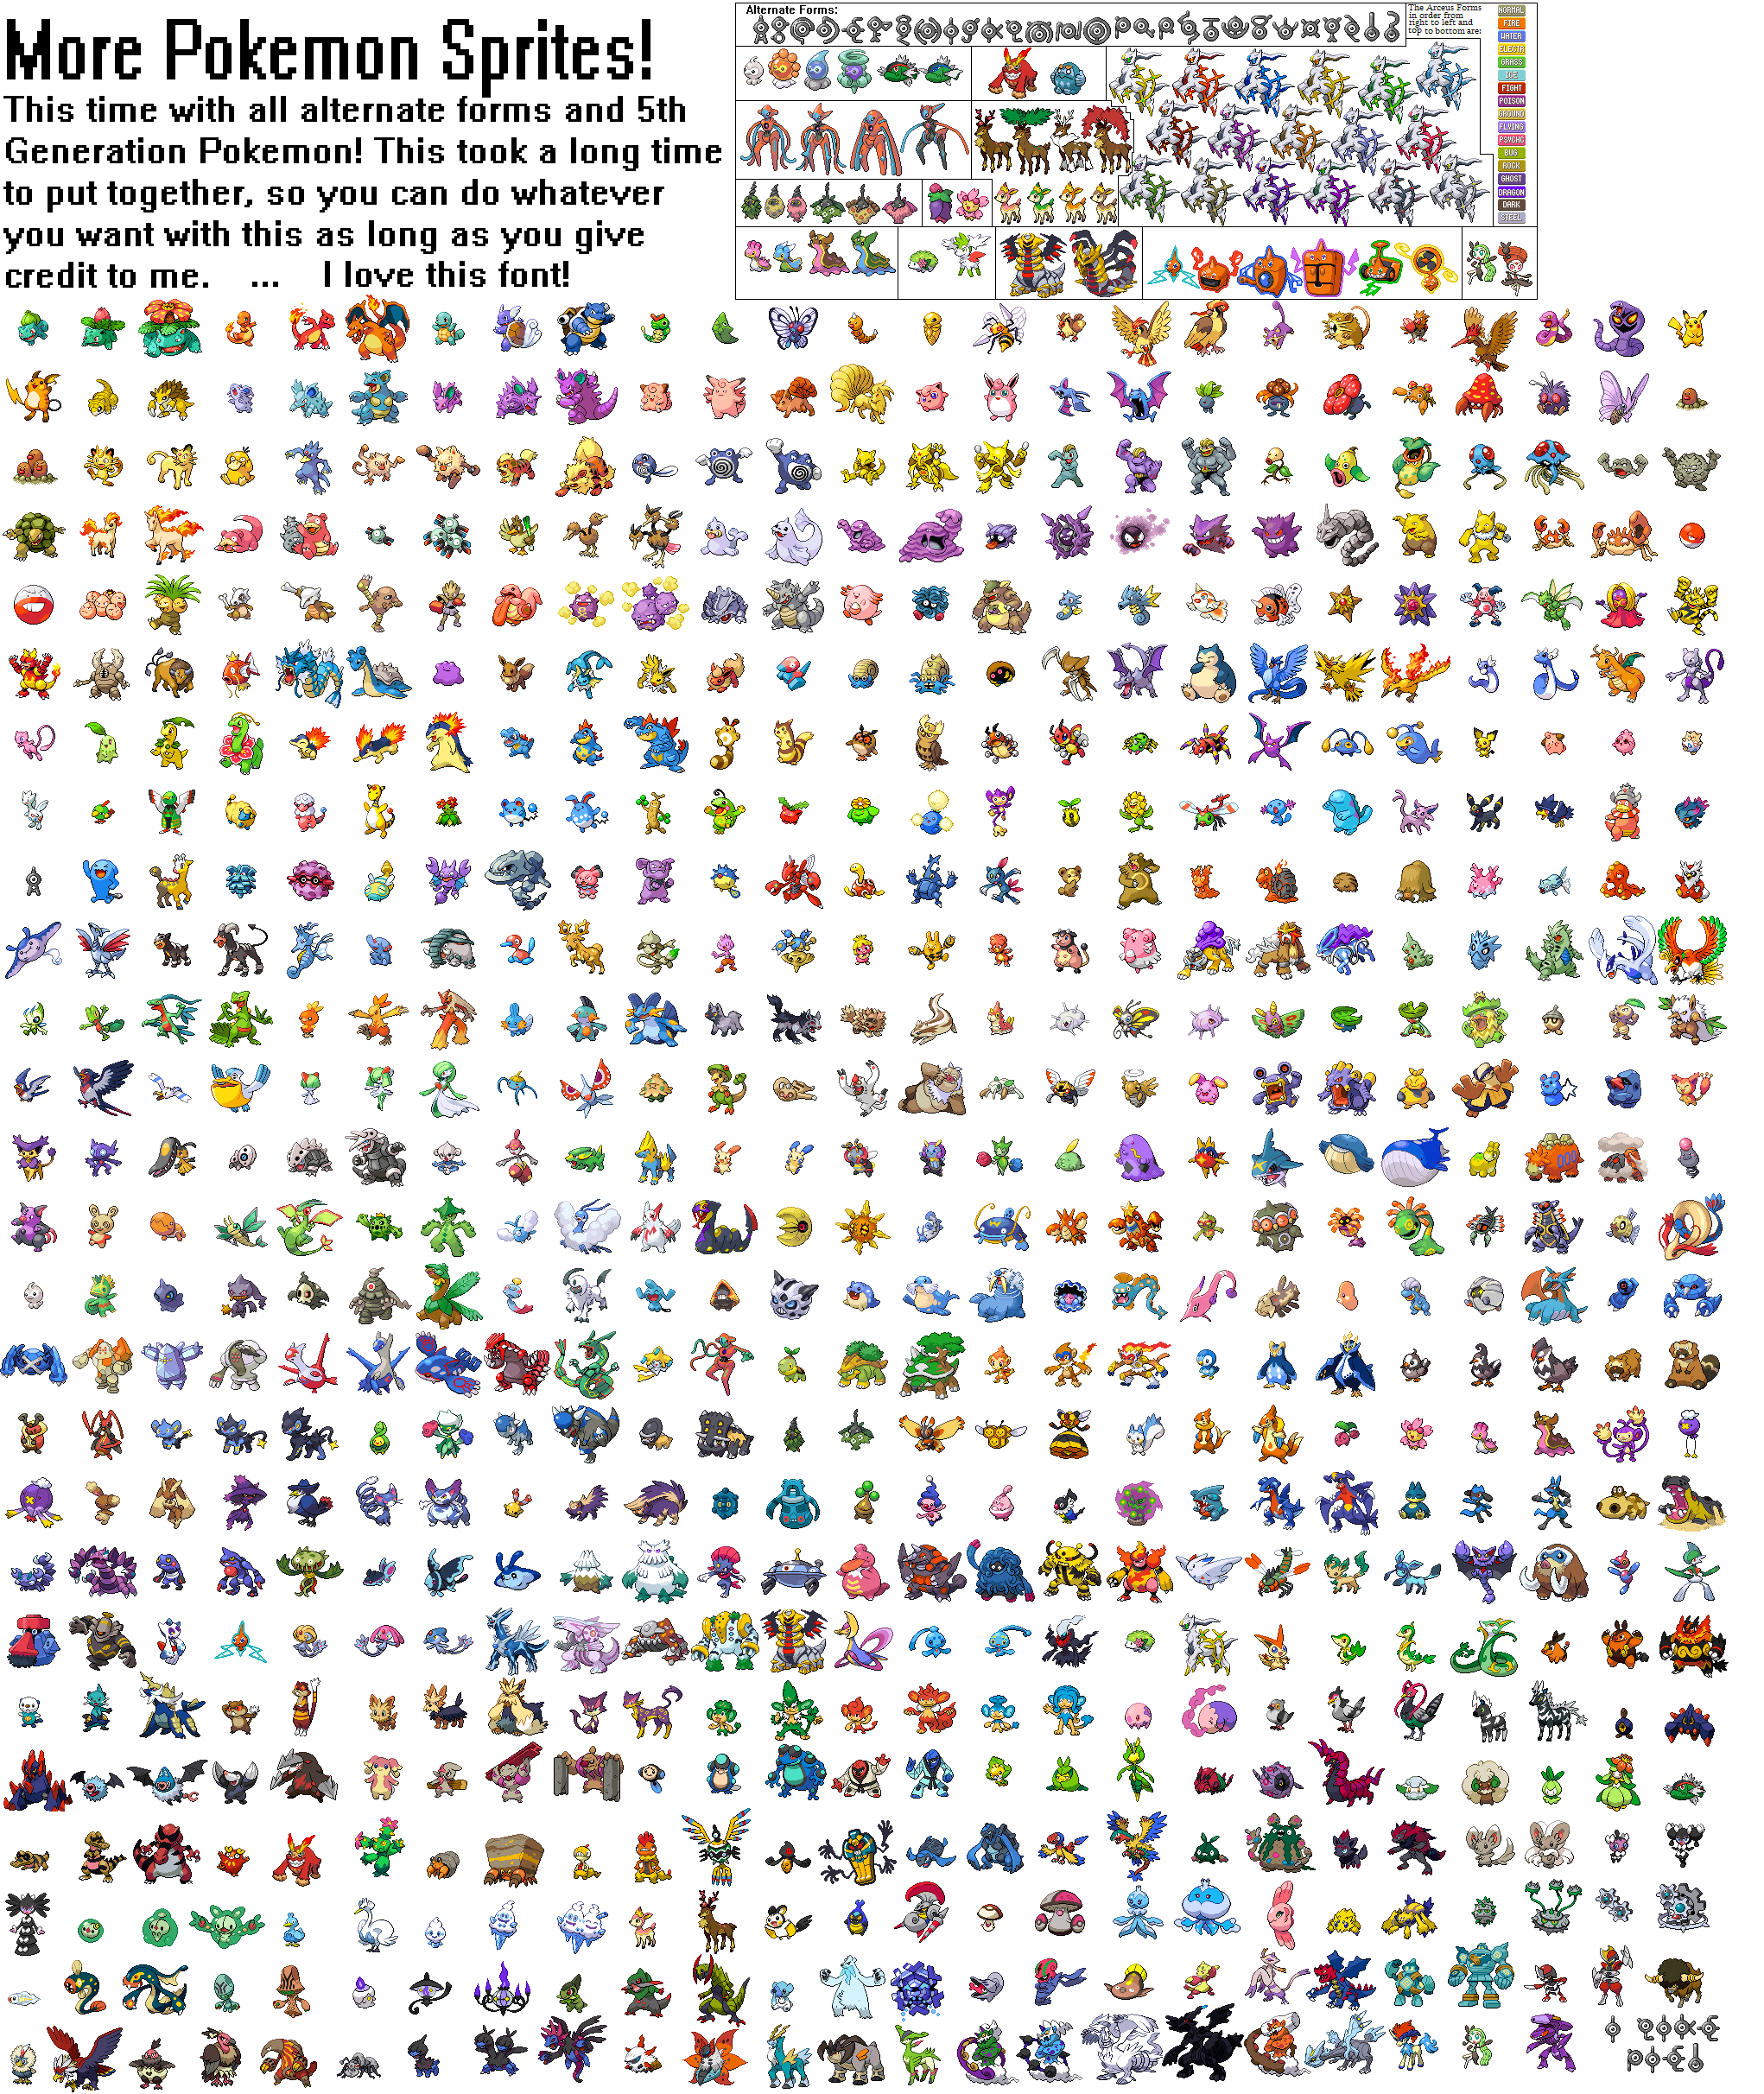 More Pokemon Sprites!
This time with all alternate forms and 5th
Generation Pokemon! This took a long time
to put together, so you can do whatever
you want with this as long as you give
credit to me. ... I love this font!
Alternate Forms:
The Arceus Forms
in order from
right to left and
top to bottom are:
NORMAL
FIRE
WATER
ELECTR
GRASS
ICE
FIGHT
POISON
GROUND
FLYING
PSYCHC
BUG
ROCK
GHOST
DRAGON
DARK
STEEL